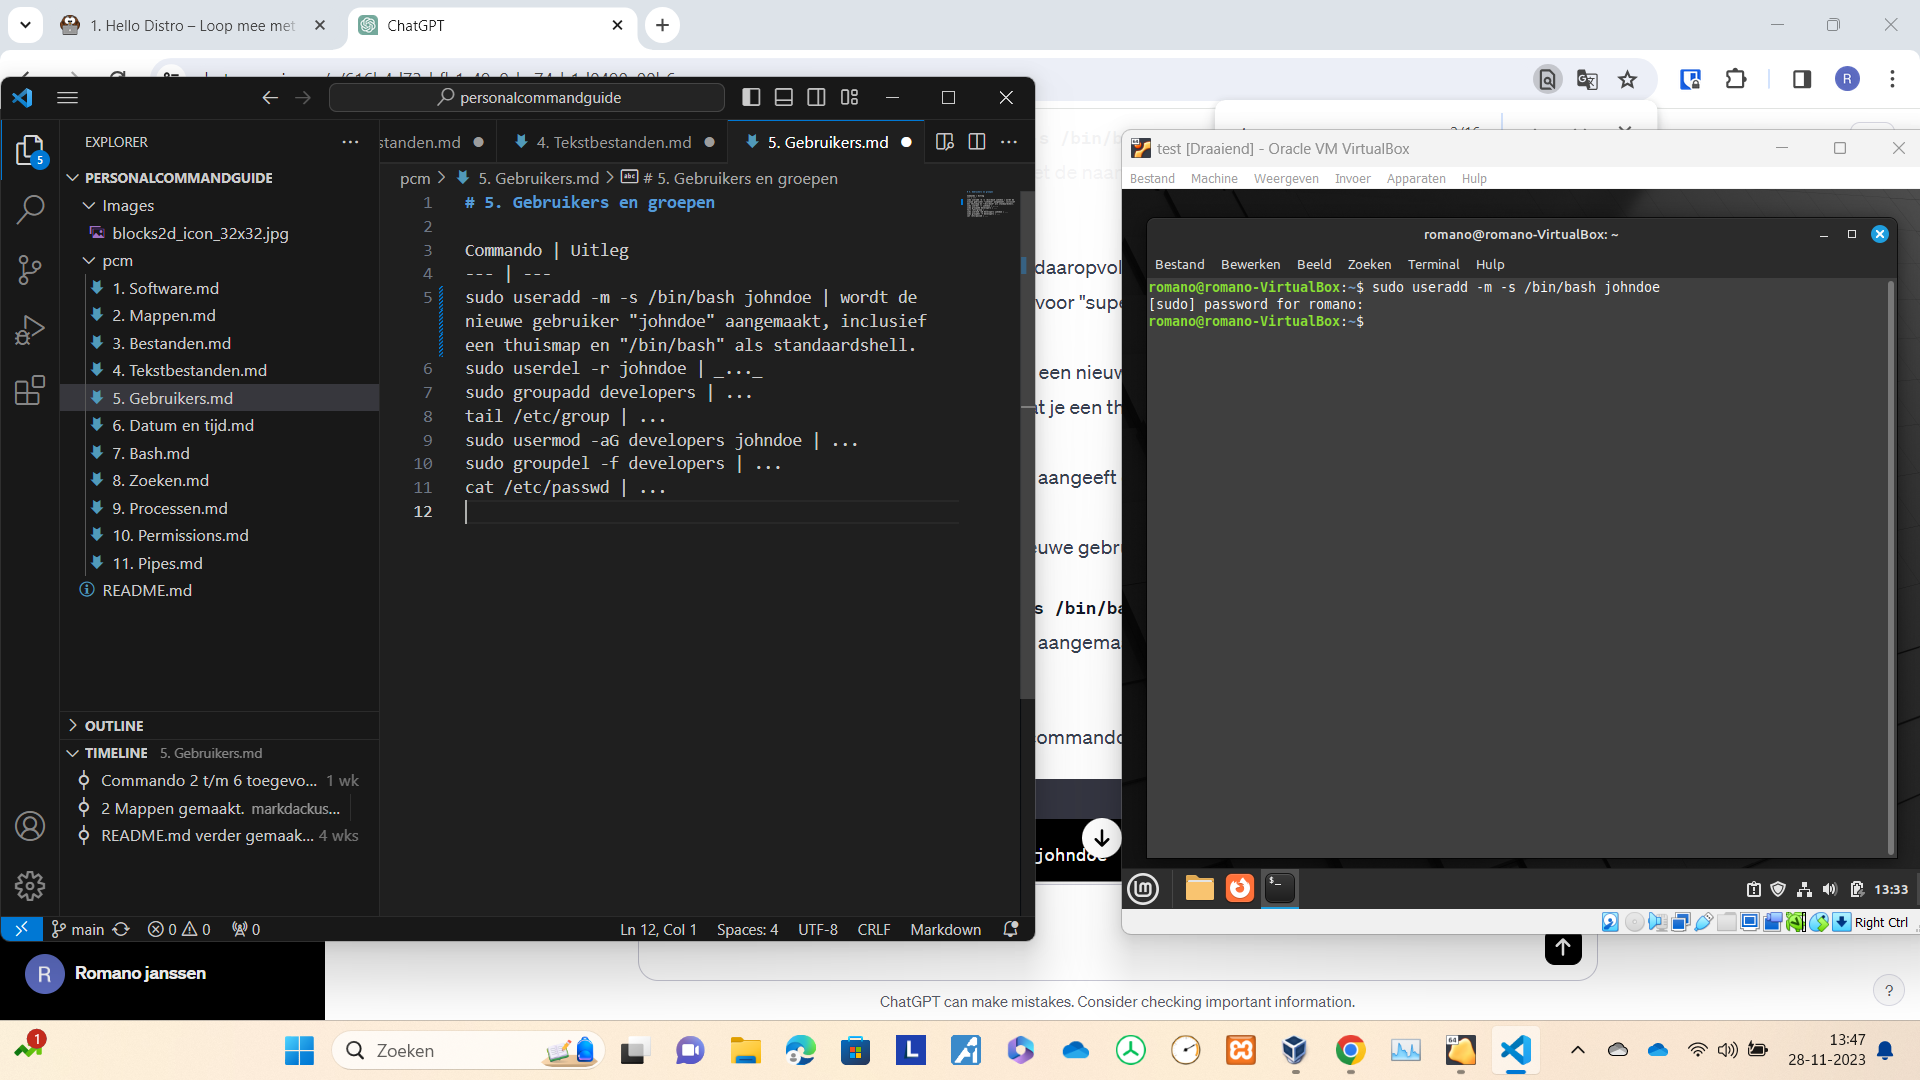 1. Hello Distro – Loop mee met
ChatGPT
personalcommandguide
EXPLORER
standen.md
4. Tekstbestanden.md
5. Gebruikers.md
PERSONALCOMMANDGUIDE
Images
blocks2d_icon_32x32.jpg
pcm
1. Software.md
2. Mappen.md
3. Bestanden.md
4. Tekstbestanden.md
5. Gebruikers.md
6. Datum en tijd.md
7. Bash.md
8. Zoeken.md
9. Processen.md
10. Permissions.md
11. Pipes.md
README.md
OUTLINE
TIMELINE 5. Gebruikers.md
Commando 2 t/m 6 toegevo... 1 wk
2 Mappen gemaakt. markdackus...
README.md verder gemaak... 4 wks
pcm > 5. Gebruikers.md > # 5. Gebruikers en groepen
1 # 5. Gebruikers en groepen
2
3 Commando | Uitleg
4 --- | ---
5 sudo useradd -m -s /bin/bash johndoe | wordt de
nieuwe gebruiker "johndoe" aangemaakt, inclusief
een thuismap en "/bin/bash" als standaardshell.
6 sudo userdel -r johndoe | _..._
7 sudo groupadd developers | ...
8 tail /etc/group | ...
9 sudo usermod -aG developers johndoe | ...
10 sudo groupdel -f developers | ...
11 cat /etc/passwd | ...
12
main 0 0 0
Ln 12, Col 1 Spaces: 4 UTF-8 CRLF Markdown
s /bin/b
et de naar
daaropvol
voor "supe
een nieuw
at je een th
aangeeft
euwe gebru
s /bin/ba
aangema
commando
johndoe
test [Draaiend] - Oracle VM VirtualBox
Bestand Machine Weergeven Invoer Apparaten Hulp
romano@romano-VirtualBox: ~
Bestand Bewerken Beeld Zoeken Terminal Hulp
romano@romano-VirtualBox:~$ sudo useradd -m -s /bin/bash johndoe
[sudo] password for romano:
romano@romano-VirtualBox:~$
13:33
Right Ctrl
R Romano janssen
ChatGPT can make mistakes. Consider checking important information.
?
1
Zoeken
13:47
28-11-2023